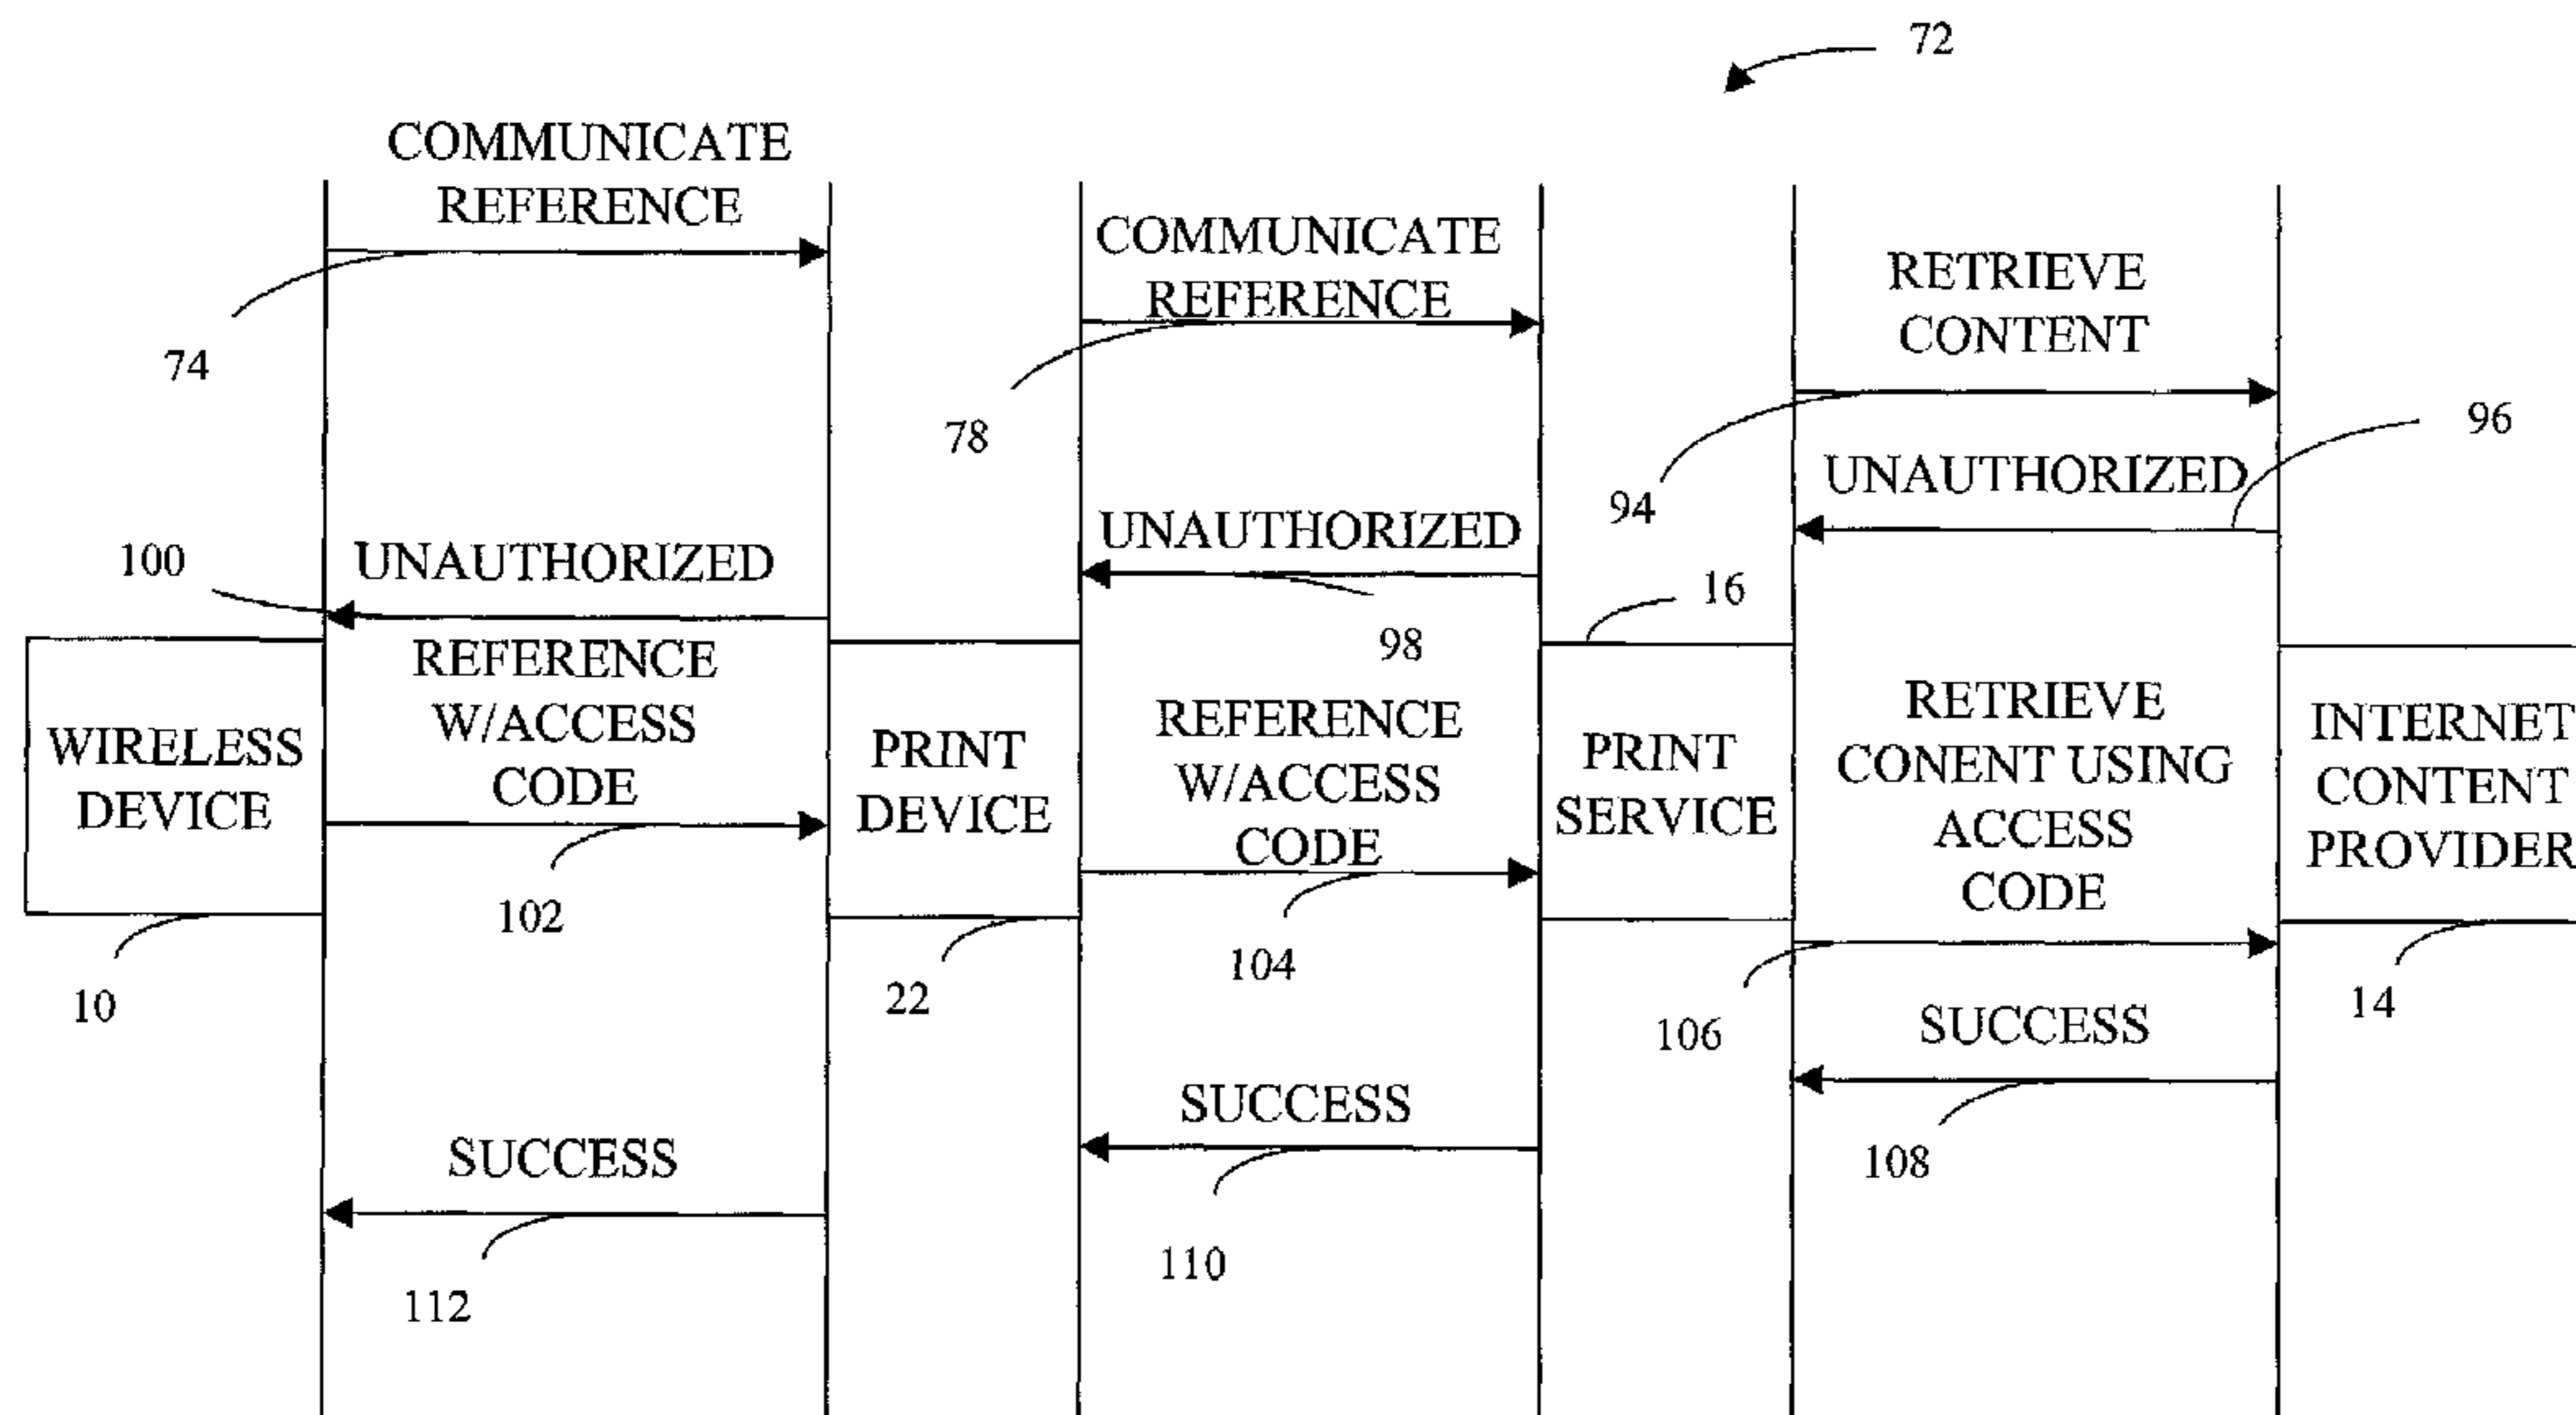 72
COMMUNICATE
REFERENCE
74
COMMUNICATE
REFERENCE
78
RETRIEVE
CONTENT
94
96
UNAUTHORIZED
UNAUTHORIZED
98
100
UNAUTHORIZED
16
WIRELESS
DEVICE
10
REFERENCE
W/ACCESS
CODE
102
PRINT
DEVICE
22
REFERENCE
W/ACCESS
CODE
104
PRINT
SERVICE
RETRIEVE
CONENT USING
ACCESS
CODE
106
INTERNET
CONTENT
PROVIDER
14
SUCCESS
108
SUCCESS
110
SUCCESS
112